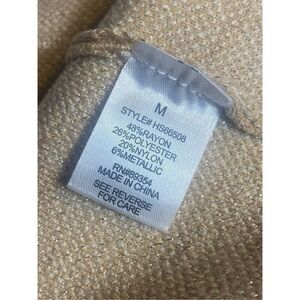 M
STYLE# HS66508
48%RAYON
26%POLYESTER
20%NYLON
6%METALLIC
RN#89354
MADE IN CHINA
SEE REVERSE
FOR CARE